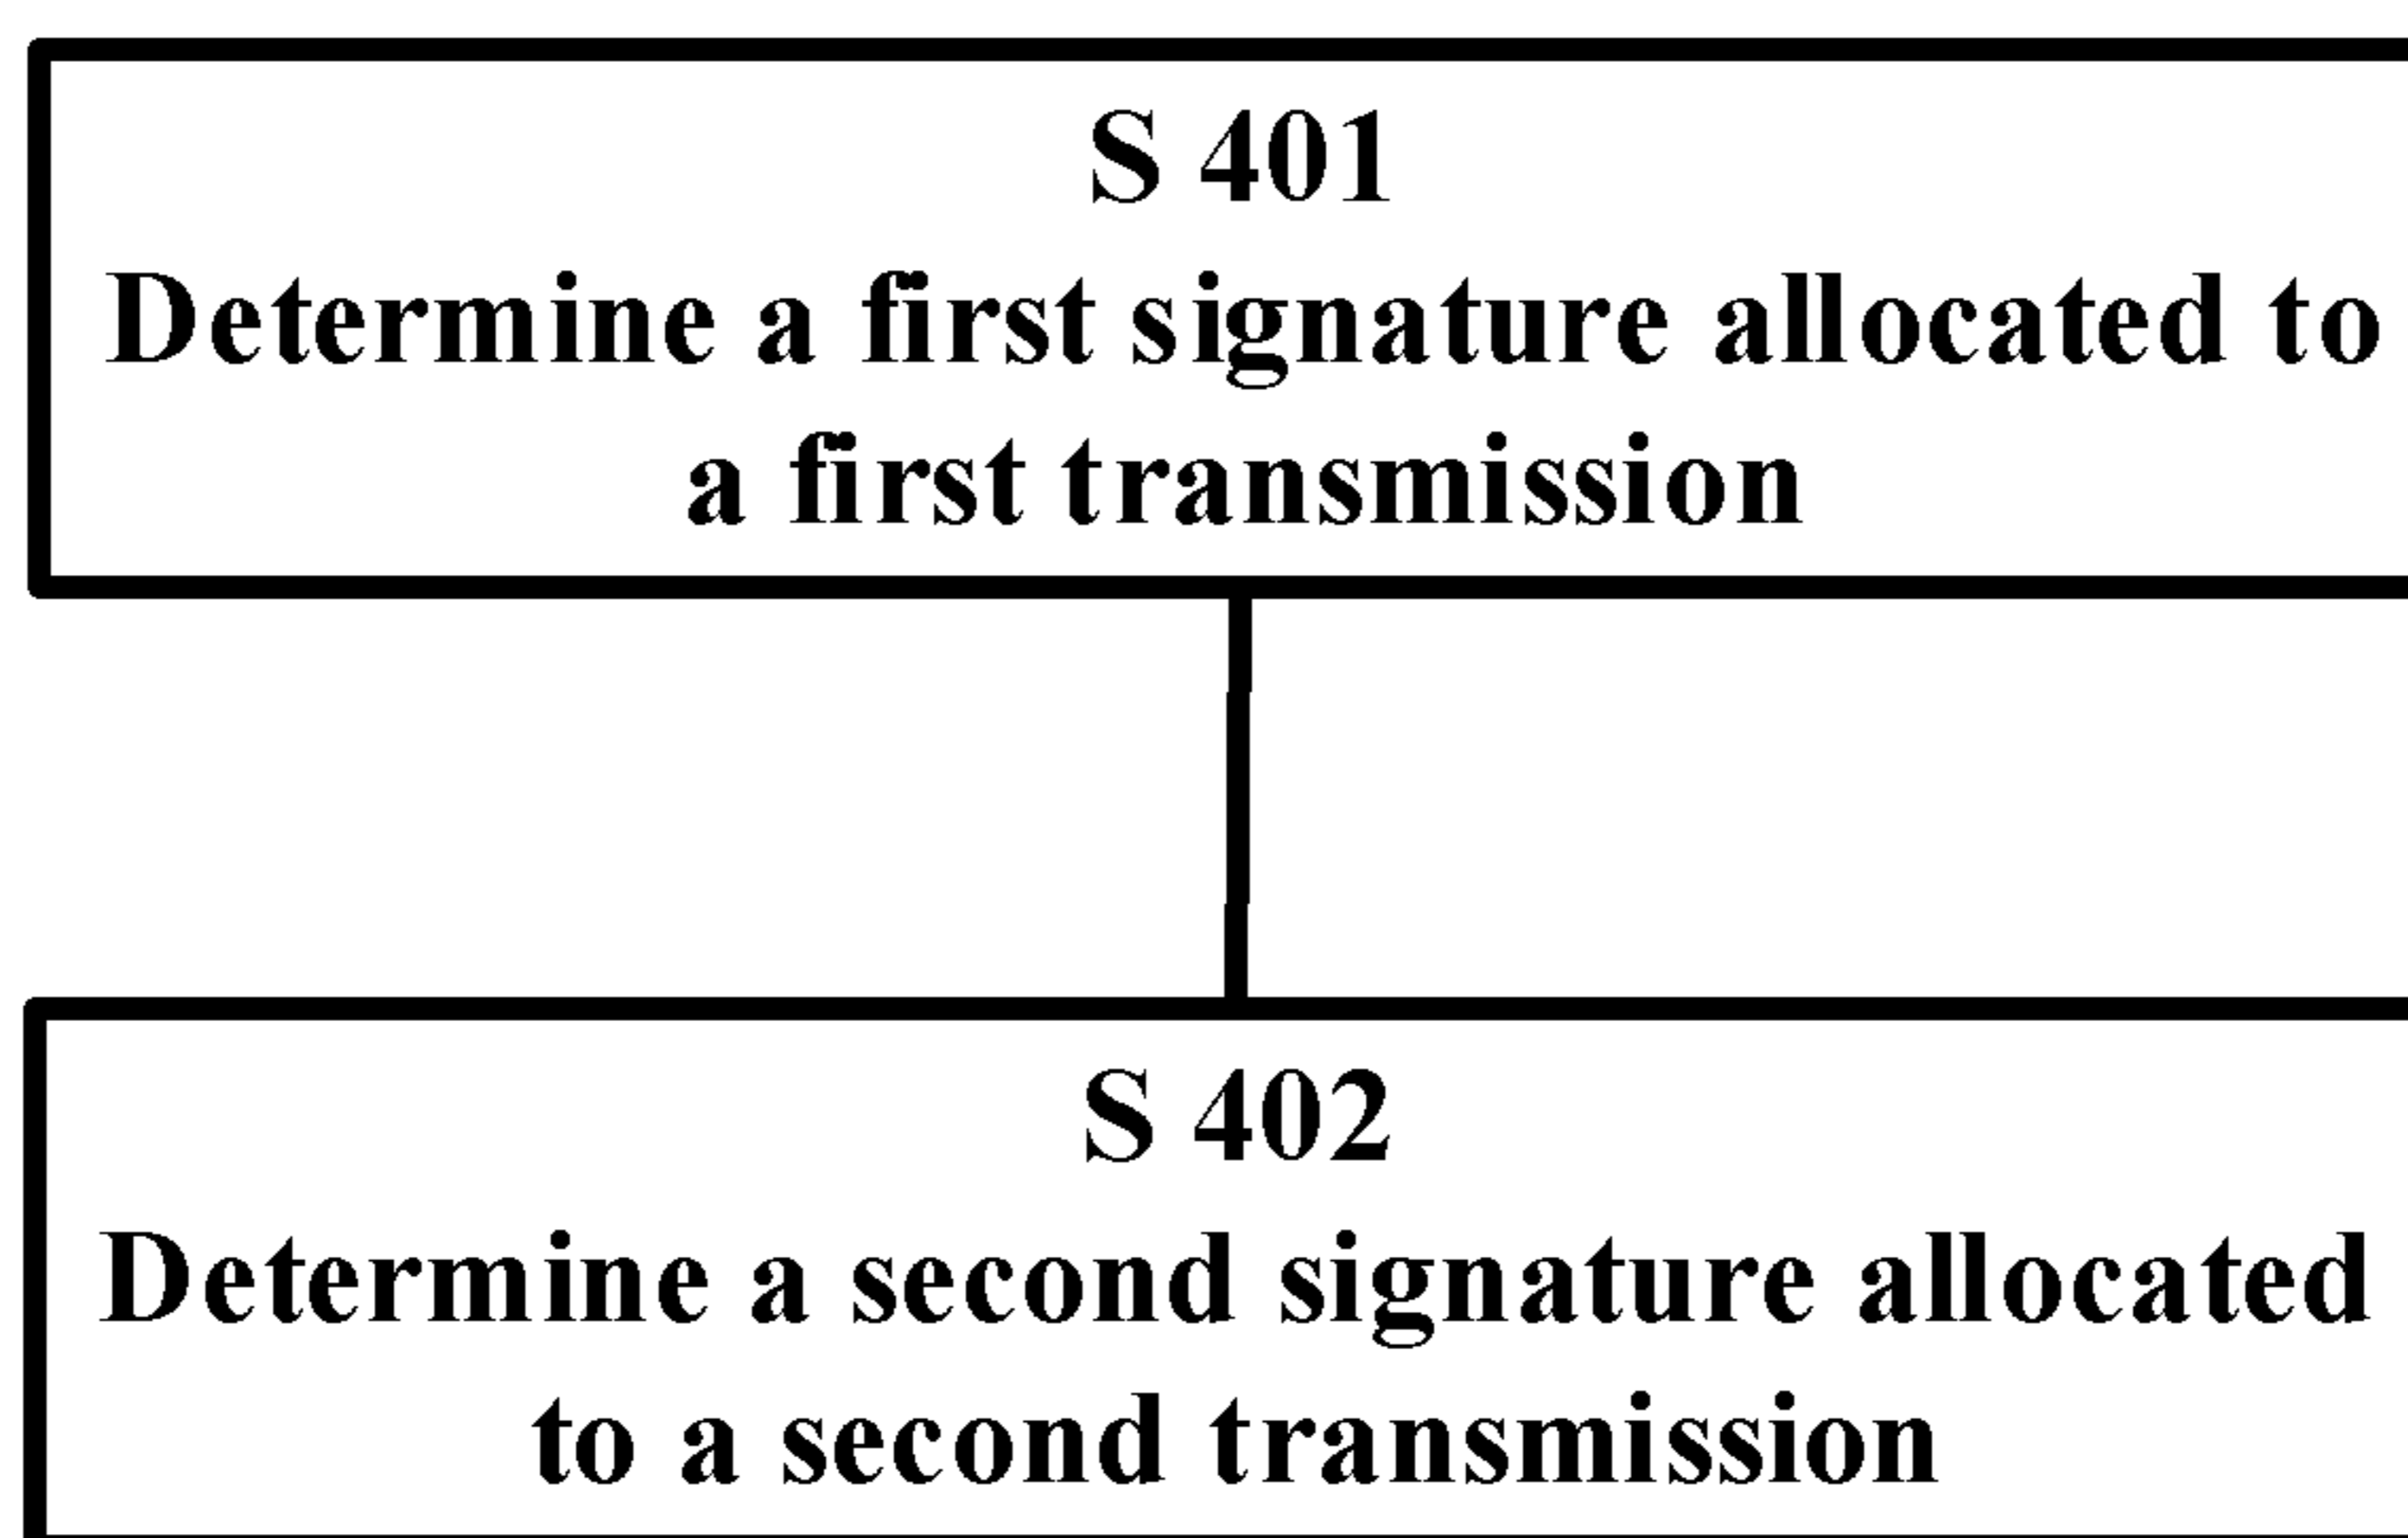 S 401
Determine a first signature allocated to
a first transmission
S 402
Determine a second signature allocated
to a second transmission